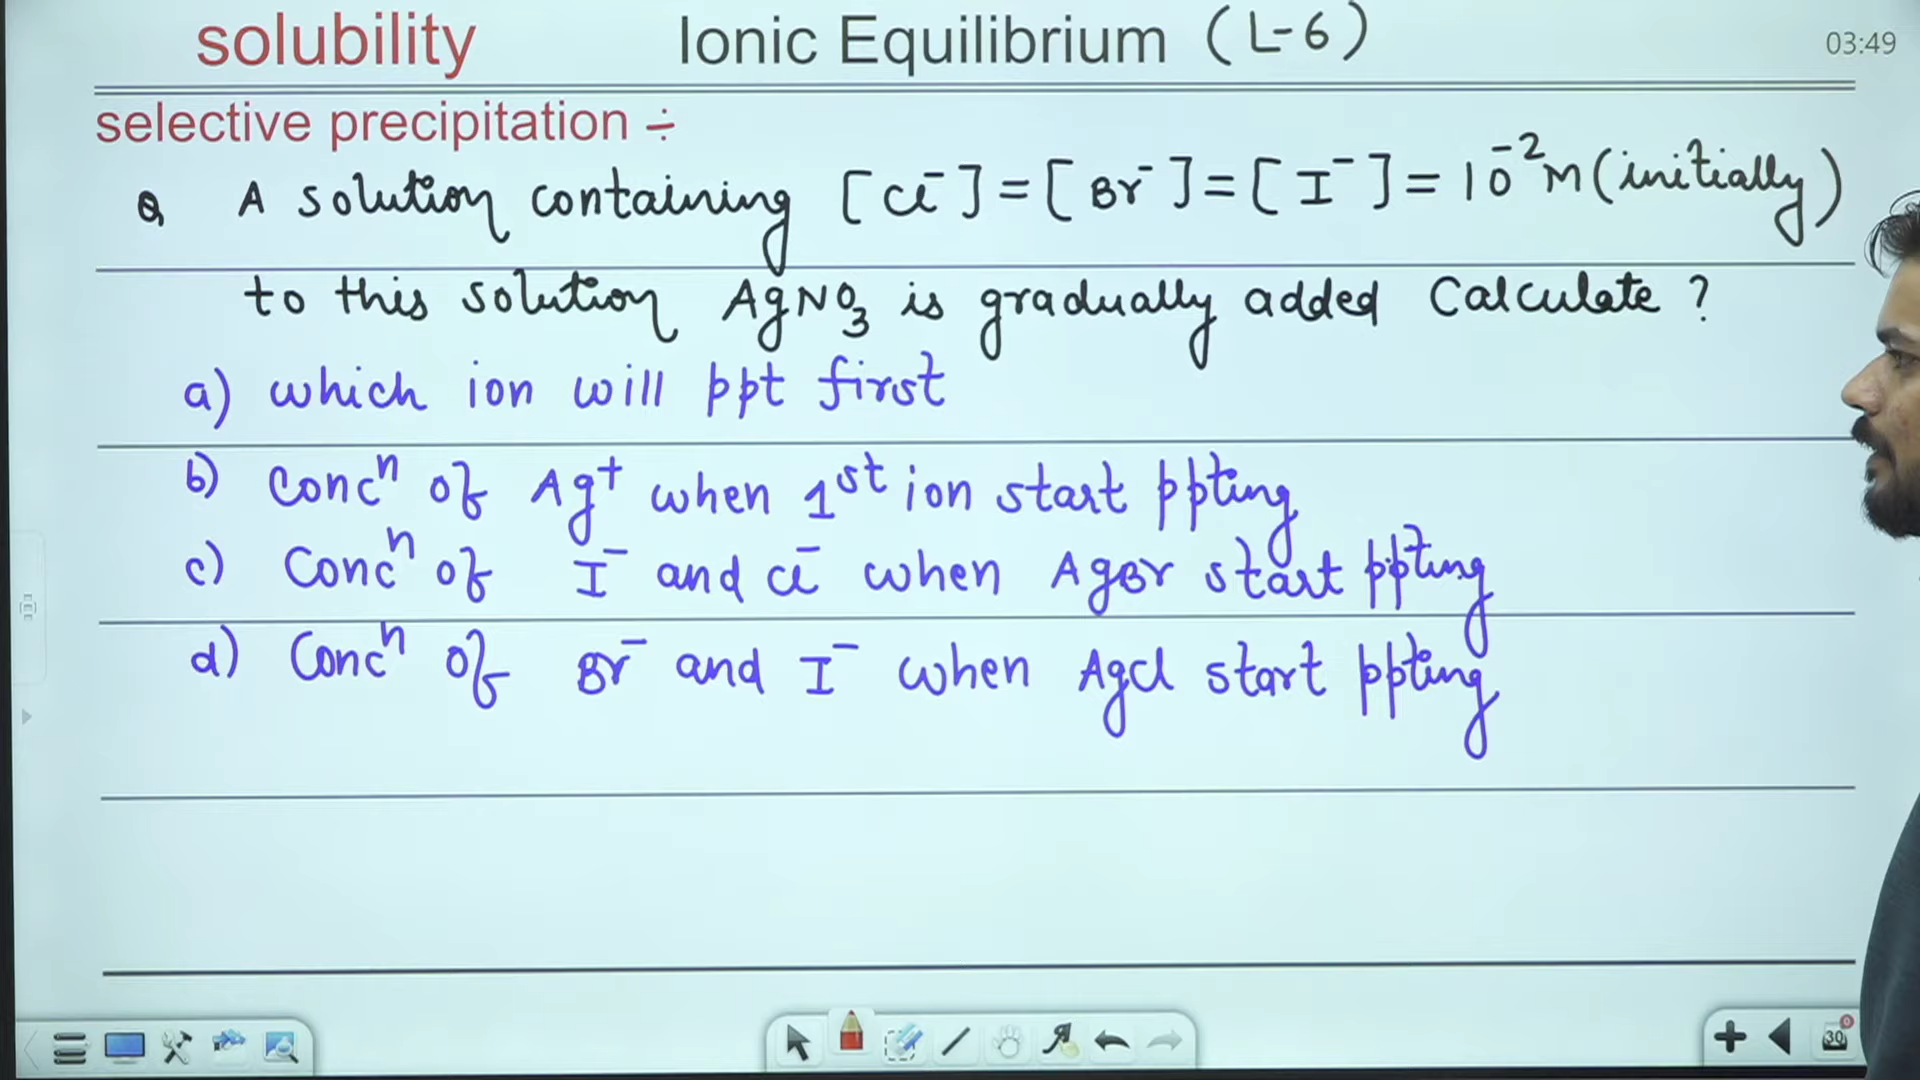 solubility Ionic Equilibrium (L-6) 03:49
selective precipitation ÷
Q A solution containing [Cl⁻] = [Br⁻] = [I⁻] = 10⁻²M (initially)
to this solution AgNO₃ is gradually added Calculate ?
a) which ion will ppt first
b) Concⁿ of Ag⁺ when 1ˢᵗ ion start ppting
c) Concⁿ of I⁻ and Cl⁻ when AgBr start ppting
d) Concⁿ of Br⁻ and I⁻ when AgCl start ppting
30